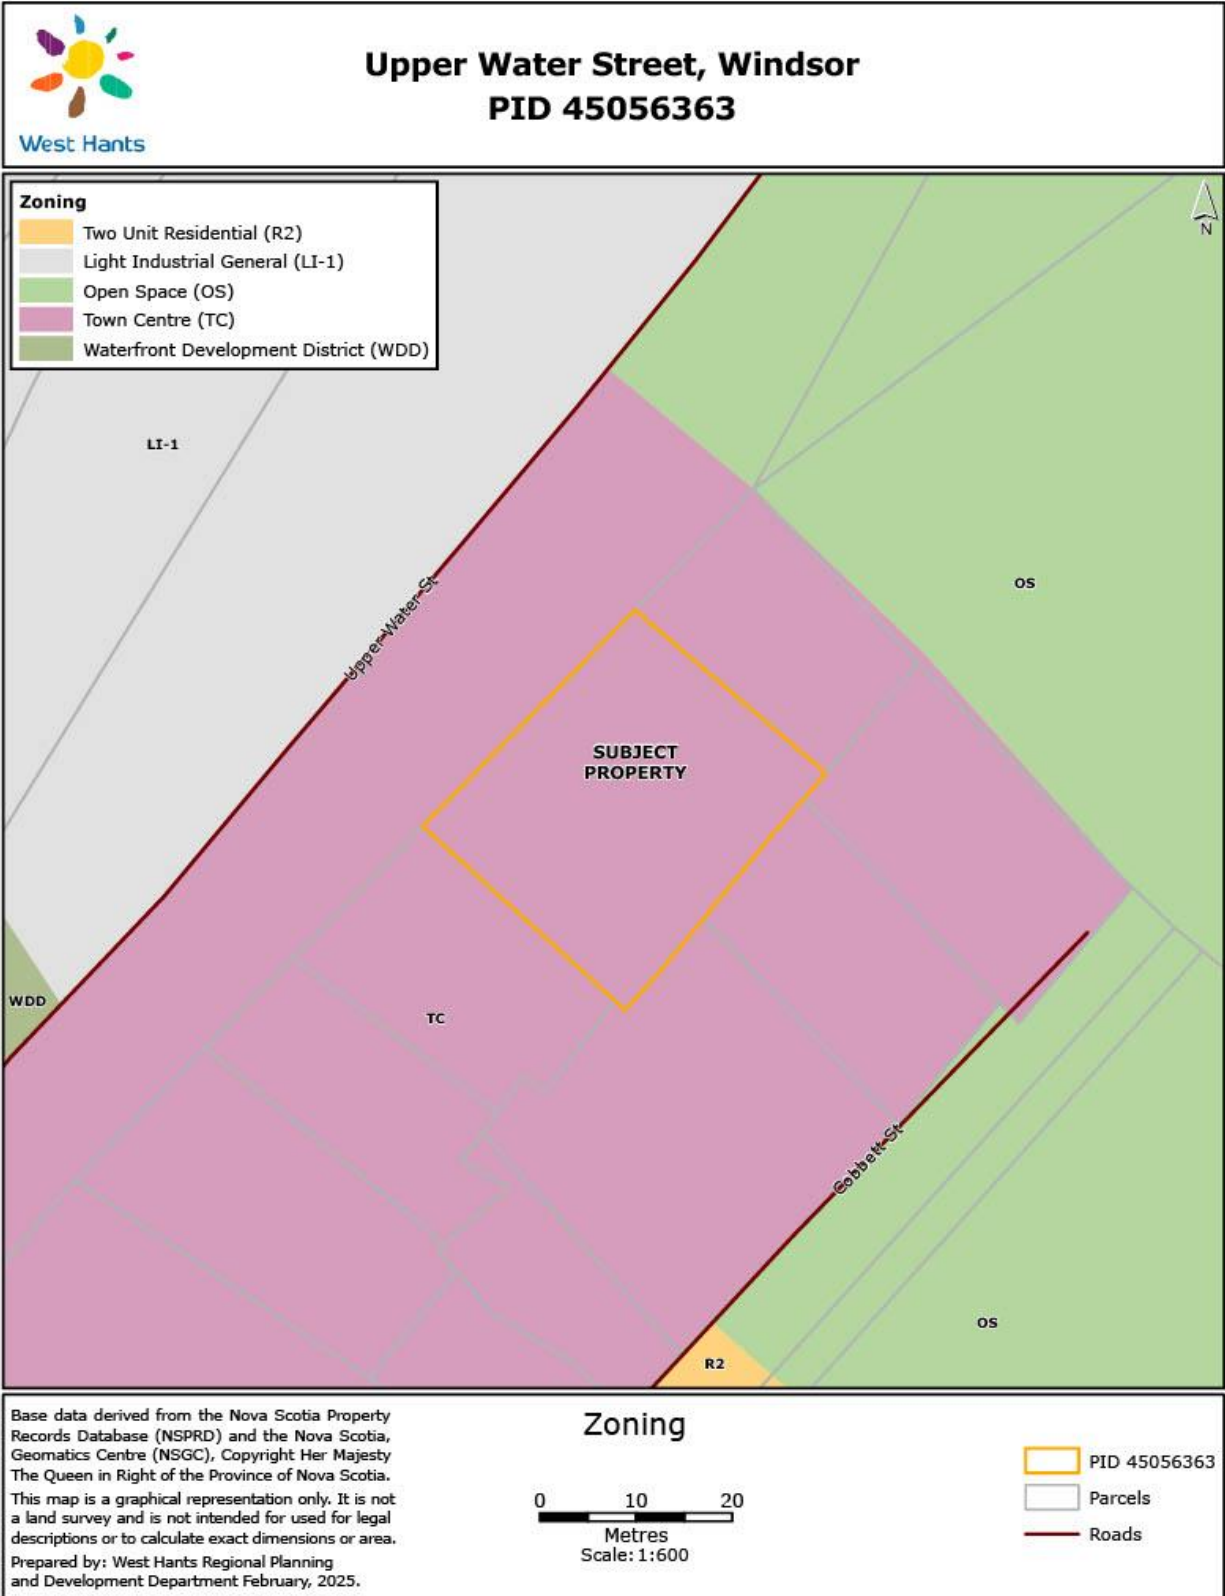 West Hants
Upper Water Street, Windsor
PID 45056363
Zoning
Two Unit Residential (R2)
Light Industrial General (LI-1)
Open Space (OS)
Town Centre (TC)
Waterfront Development District (WDD)
N
LI-1
OS
Upper Water St
SUBJECT
PROPERTY
WDD
TC
Cobbett St
OS
R2
Base data derived from the Nova Scotia Property
Records Database (NSPRD) and the Nova Scotia,
Geomatics Centre (NSGC), Copyright Her Majesty
The Queen in Right of the Province of Nova Scotia.
This map is a graphical representation only. It is not
a land survey and is not intended for used for legal
descriptions or to calculate exact dimensions or area.
Prepared by: West Hants Regional Planning
and Development Department February, 2025.
Zoning
0 10 20
Metres
Scale: 1:600
PID 45056363
Parcels
Roads